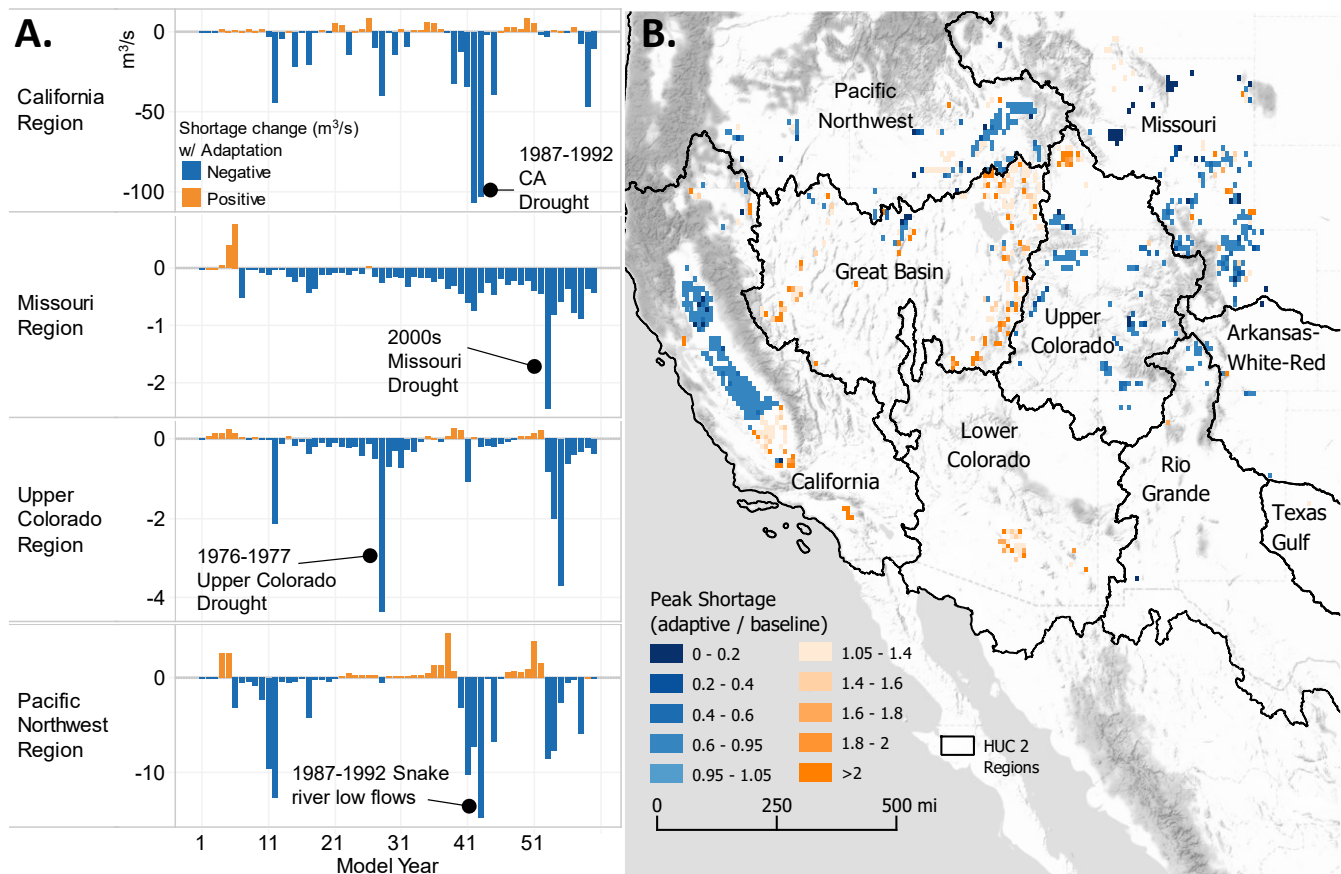 A.
0
m³/s
California
Region
-50
Shortage change (m³/s)
w/ Adaptation
Negative
Positive
-100
1987-1992
CA
Drought
0
Missouri
Region
-1
2000s
Missouri
Drought
-2
0
Upper
Colorado
Region
-2
1976-1977
Upper Colorado
Drought
-4
0
Pacific
Northwest
Region
-10
1987-1992 Snake
river low flows
1 11 21 31 41 51
Model Year
B.
Pacific
Northwest
Missouri
Great Basin
Upper
Colorado
Arkansas-
White-Red
Lower
Colorado
California
Rio
Grande
Texas
Gulf
Peak Shortage
(adaptive / baseline)
0 - 0.2
0.2 - 0.4
0.4 - 0.6
0.6 - 0.95
0.95 - 1.05
1.05 - 1.4
1.4 - 1.6
1.6 - 1.8
1.8 - 2
>2
HUC 2
Regions
0 250 500 mi